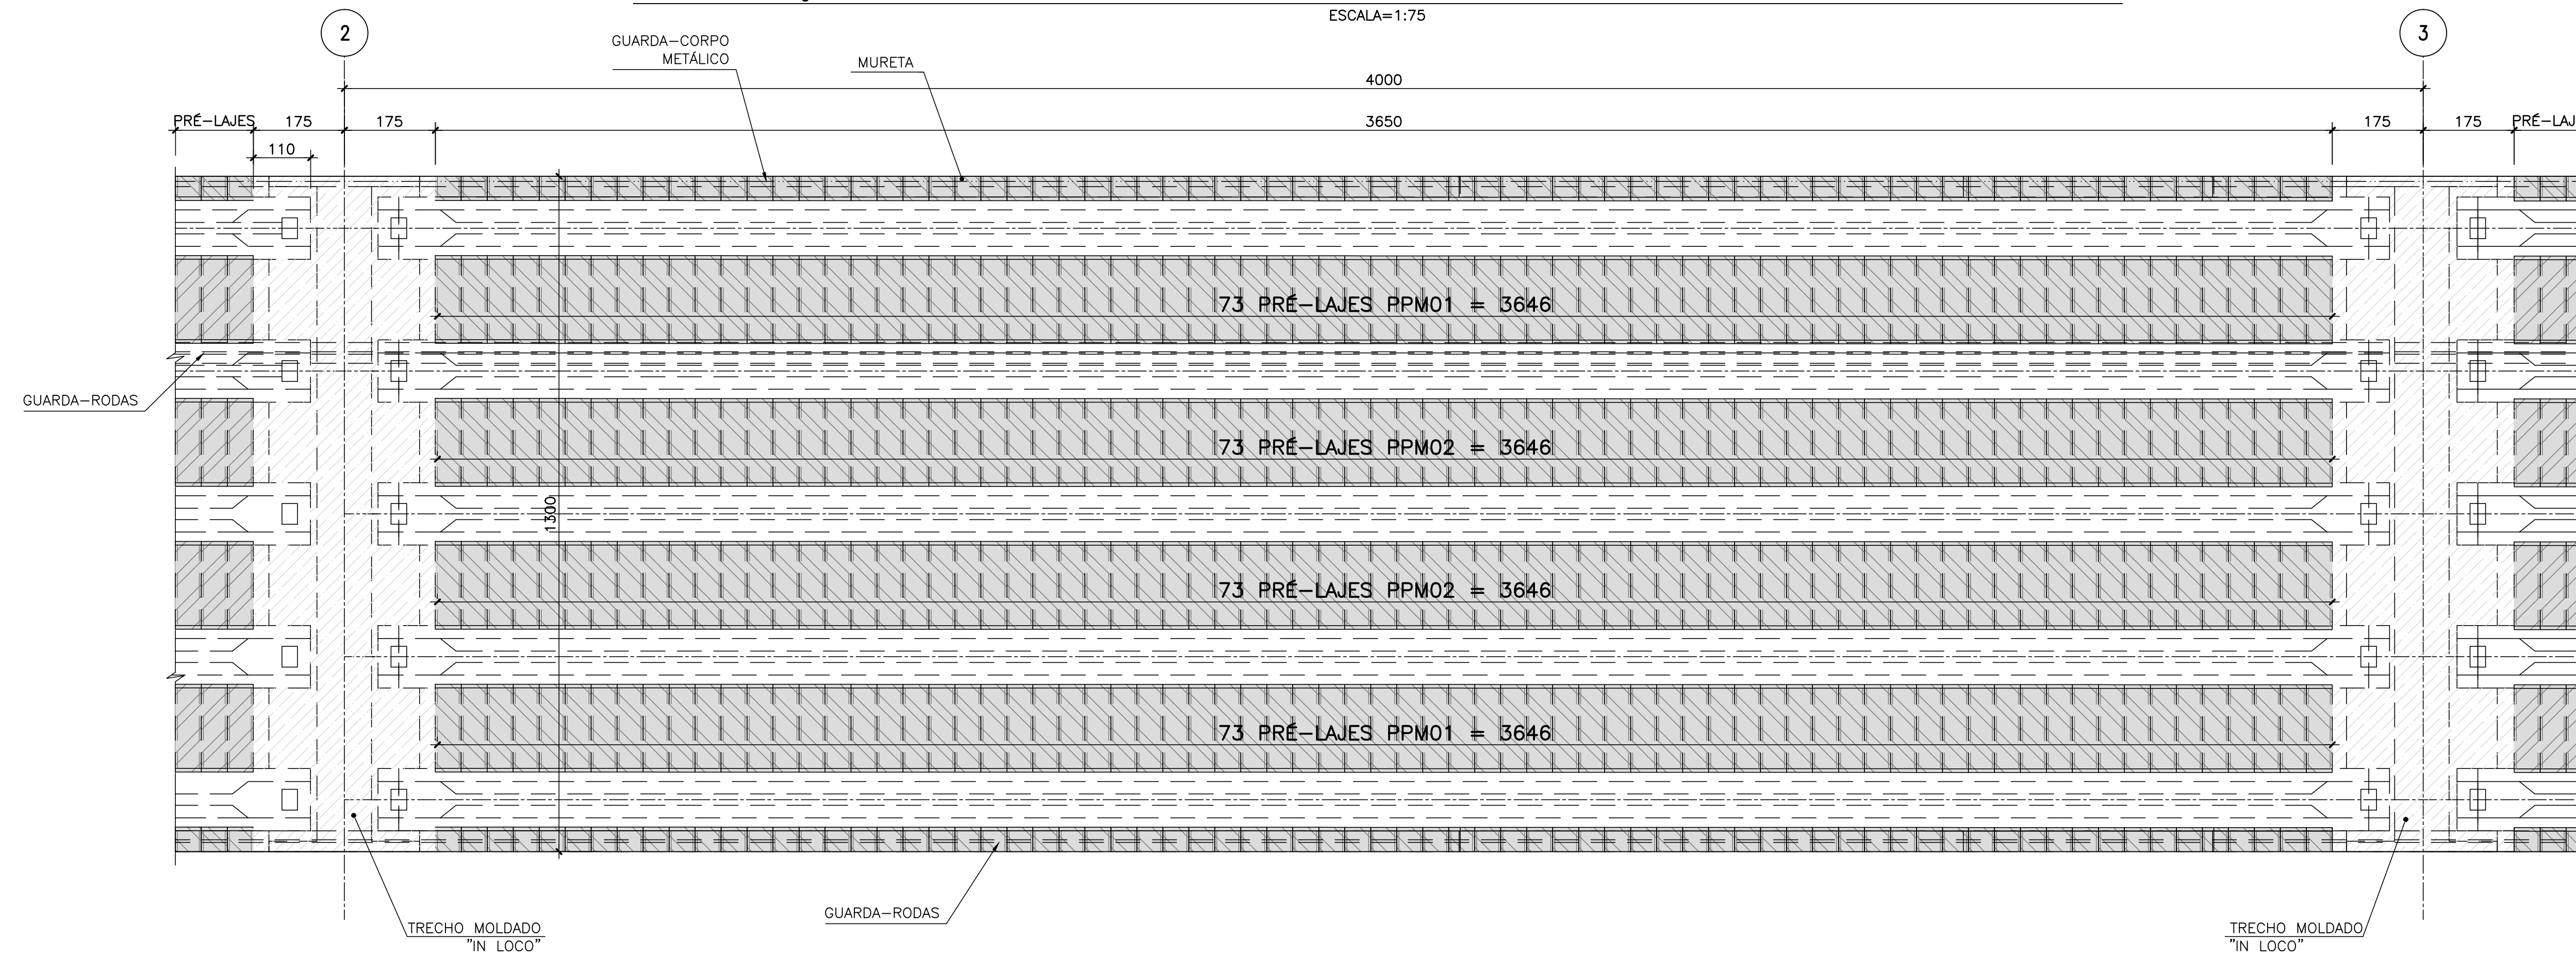 ESCALA=1:75
2
3
GUARDA-CORPO
METÁLICO
MURETA
4000
PRÉ-LAJES
175
175
3650
175
175
110
73 PRÉ-LAJES PPM01 = 3646
GUARDA-RODAS
73 PRÉ-LAJES PPM02 = 3646
1300
73 PRÉ-LAJES PPM02 = 3646
73 PRÉ-LAJES PPM01 = 3646
GUARDA-RODAS
TRECHO MOLDADO
"IN LOCO"
TRECHO MOLDADO
"IN LOCO"